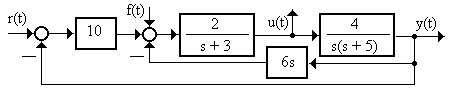 r(t) f(t) u(t) y(t)
10 2 4
s + 3 s(s + 5)
6s